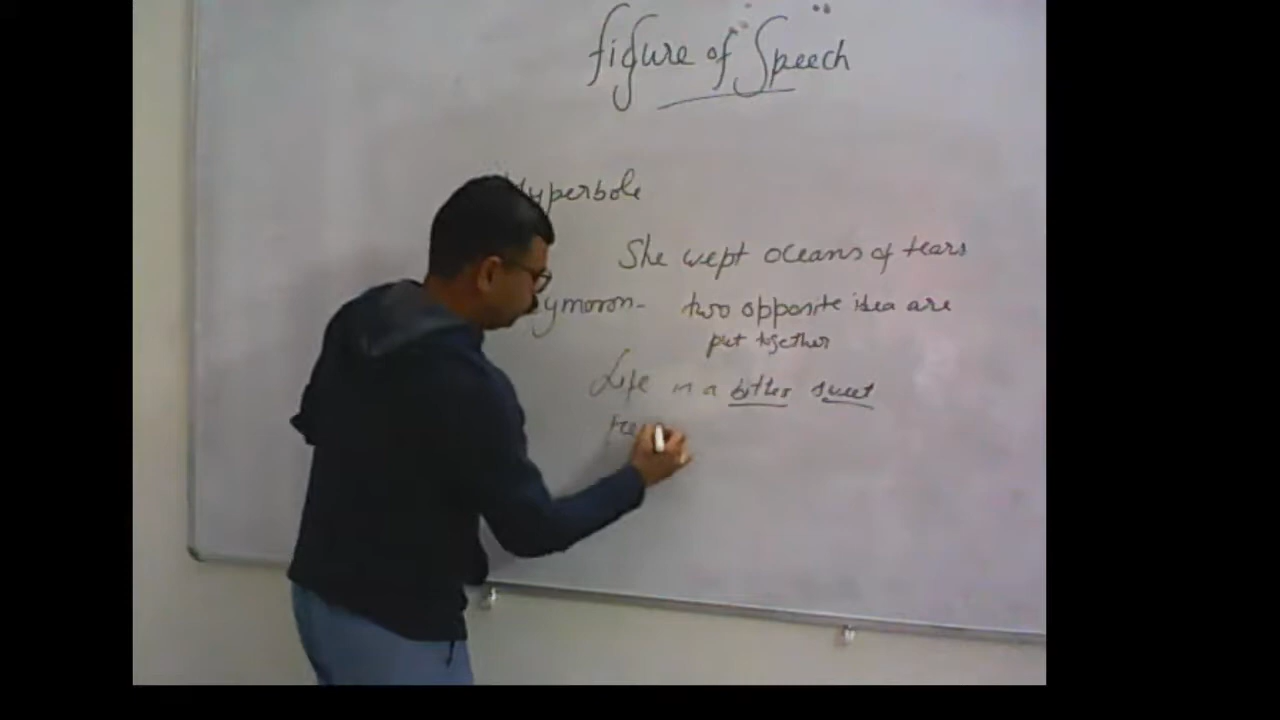 figure of Speech
Hyperbole
She wept oceans of tears
ymoron - two opposite idea are
put together
Life is a bitter sweet